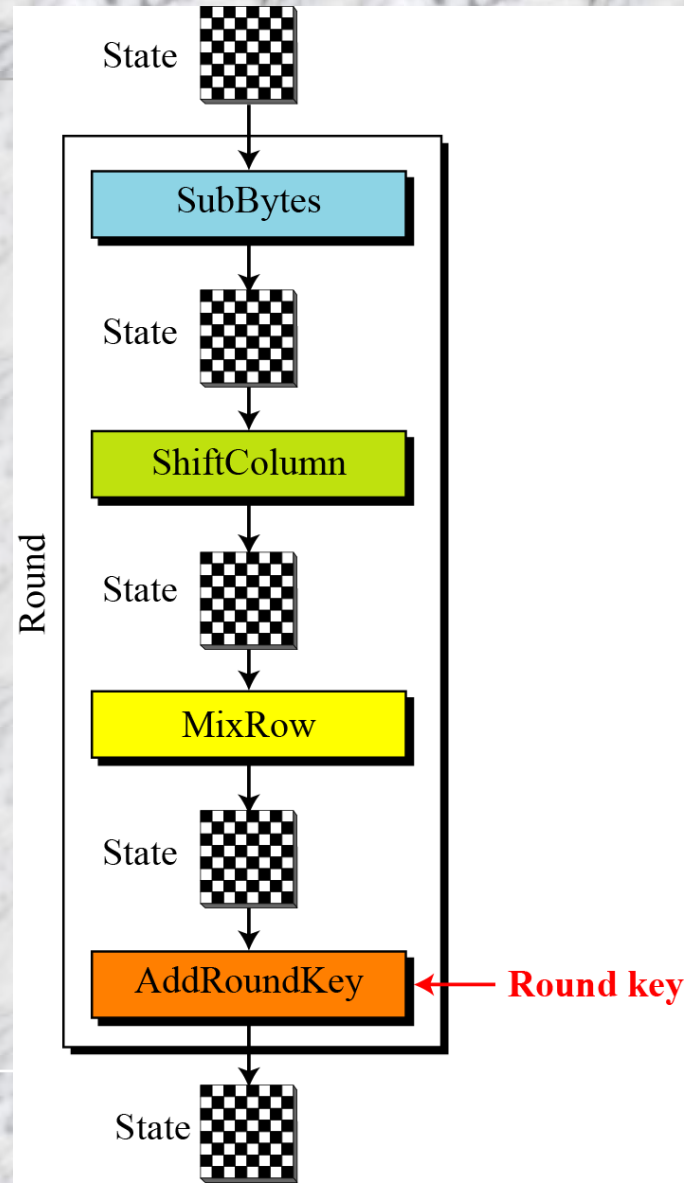 State
SubBytes
State
ShiftColumn
State
Round
MixRow
State
AddRoundKey
Round key
State